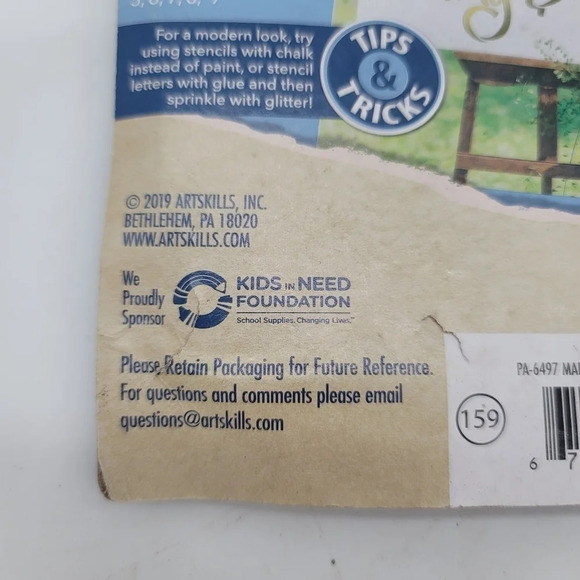 For a modern look, try
using stencils with chalk
instead of paint, or stencil
letters with glue and then
sprinkle with glitter!
TIPS
&
TRICKS
© 2019 ARTSKILLS, INC.
BETHLEHEM, PA 18020
WWW.ARTSKILLS.COM
We
Proudly
Sponsor
KIDS IN NEED
FOUNDATION
School Supplies. Changing Lives.™
Please Retain Packaging for Future Reference.
For questions and comments please email
questions@artskills.com
PA-6497
159
6 7